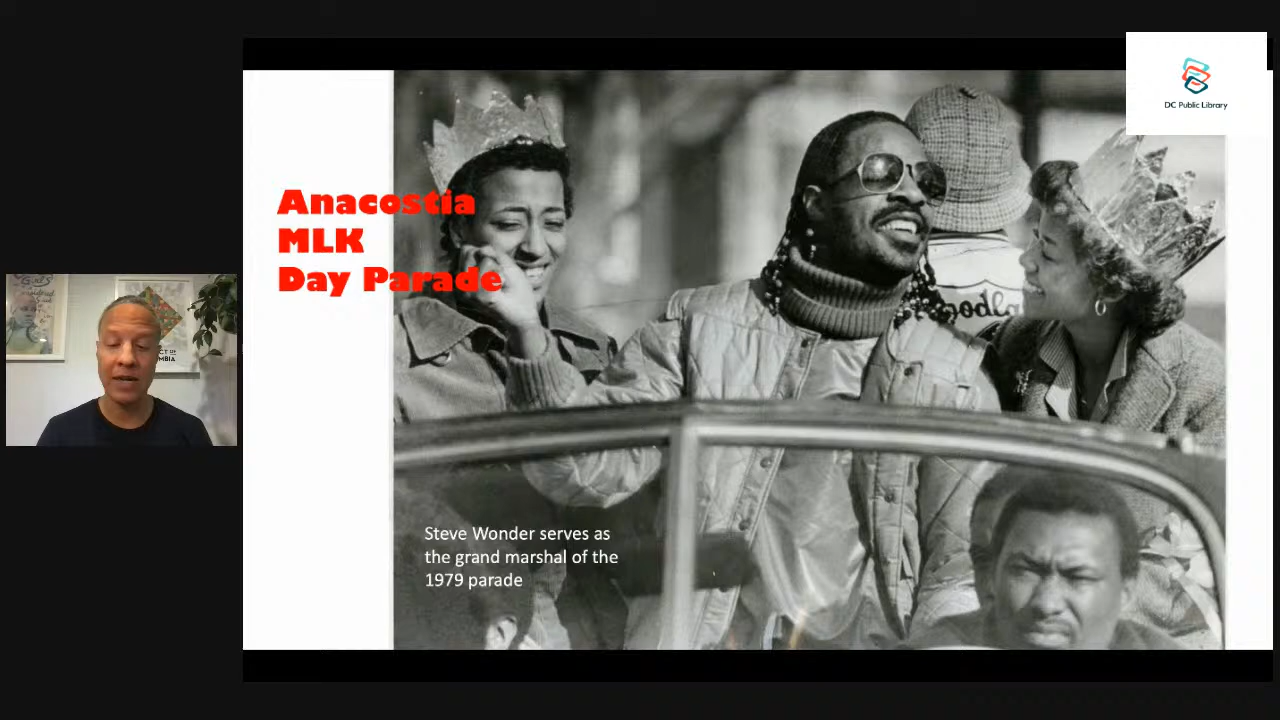 DC Public Library
Anacostia
MLK
Day Parade
Steve Wonder serves as
the grand marshal of the
1979 parade